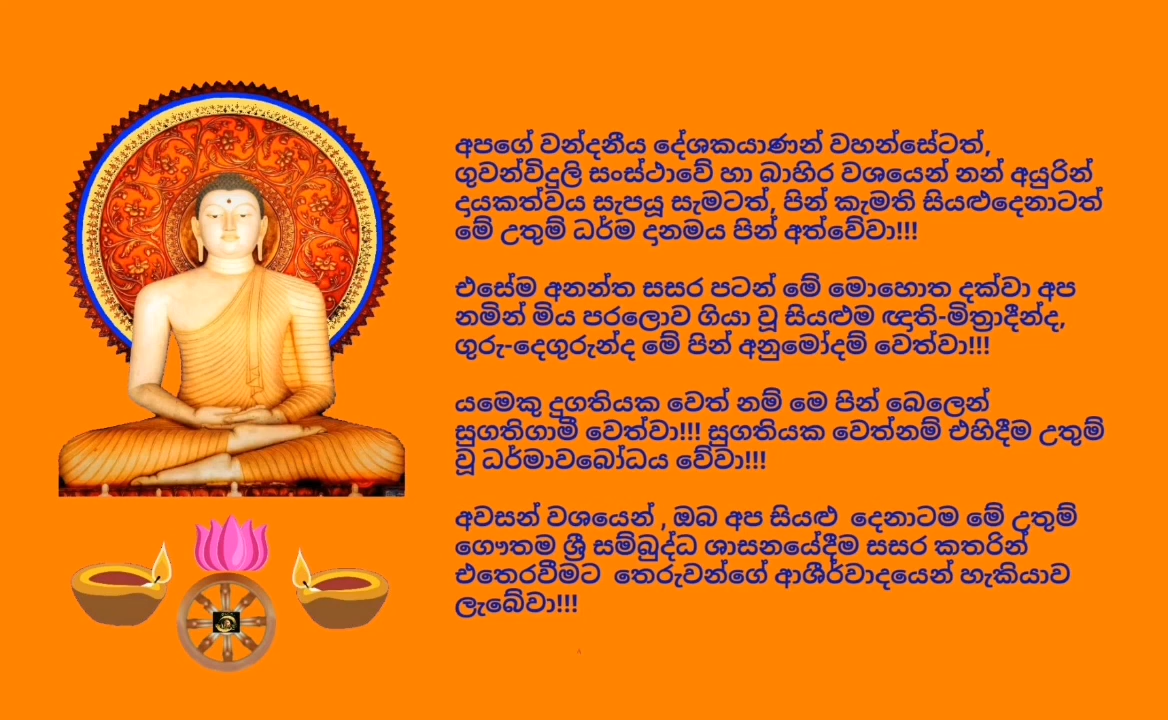 අපගේ වන්දනීය දේශකයාණන් වහන්සේටත්,
ගුවන්විදුලි සංස්ථාවේ හා බාහිර වශයෙන් නන් අයුරින්
දායකත්වය සැපයූ සැමටත්, පින් කැමති සියළුදෙනාටත්
මේ උතුම් ධර්ම දානමය පින් අත්වේවා!!!
එසේම අනන්ත සසර පටන් මේ මොහොත දක්වා අප
නමින් මිය පරලොව ගියා වූ සියළුම ඥාති-මිත්‍රාදීන්ද,
ගුරු-දෙගුරුන්ද මේ පින් අනුමෝදම් වෙත්වා!!!
යමෙකු දුගතියක වෙත් නම් මෙ පින් බෙලෙන්
සුගතිගාමී වෙත්වා!!! සුගතියක වෙත්නම් එහිදීම උතුම්
වූ ධර්මාවබෝධය වේවා!!!
අවසන් වශයෙන් , ඔබ අප සියළු දෙනාටම මේ උතුම්
ගෞතම ශ්‍රී සම්බුද්ධ ශාසනයේදීම සසර කතරින්
එතෙරවීමට තෙරුවන්ගේ ආශීර්වාදයෙන් හැකියාව
ලැබේවා!!!